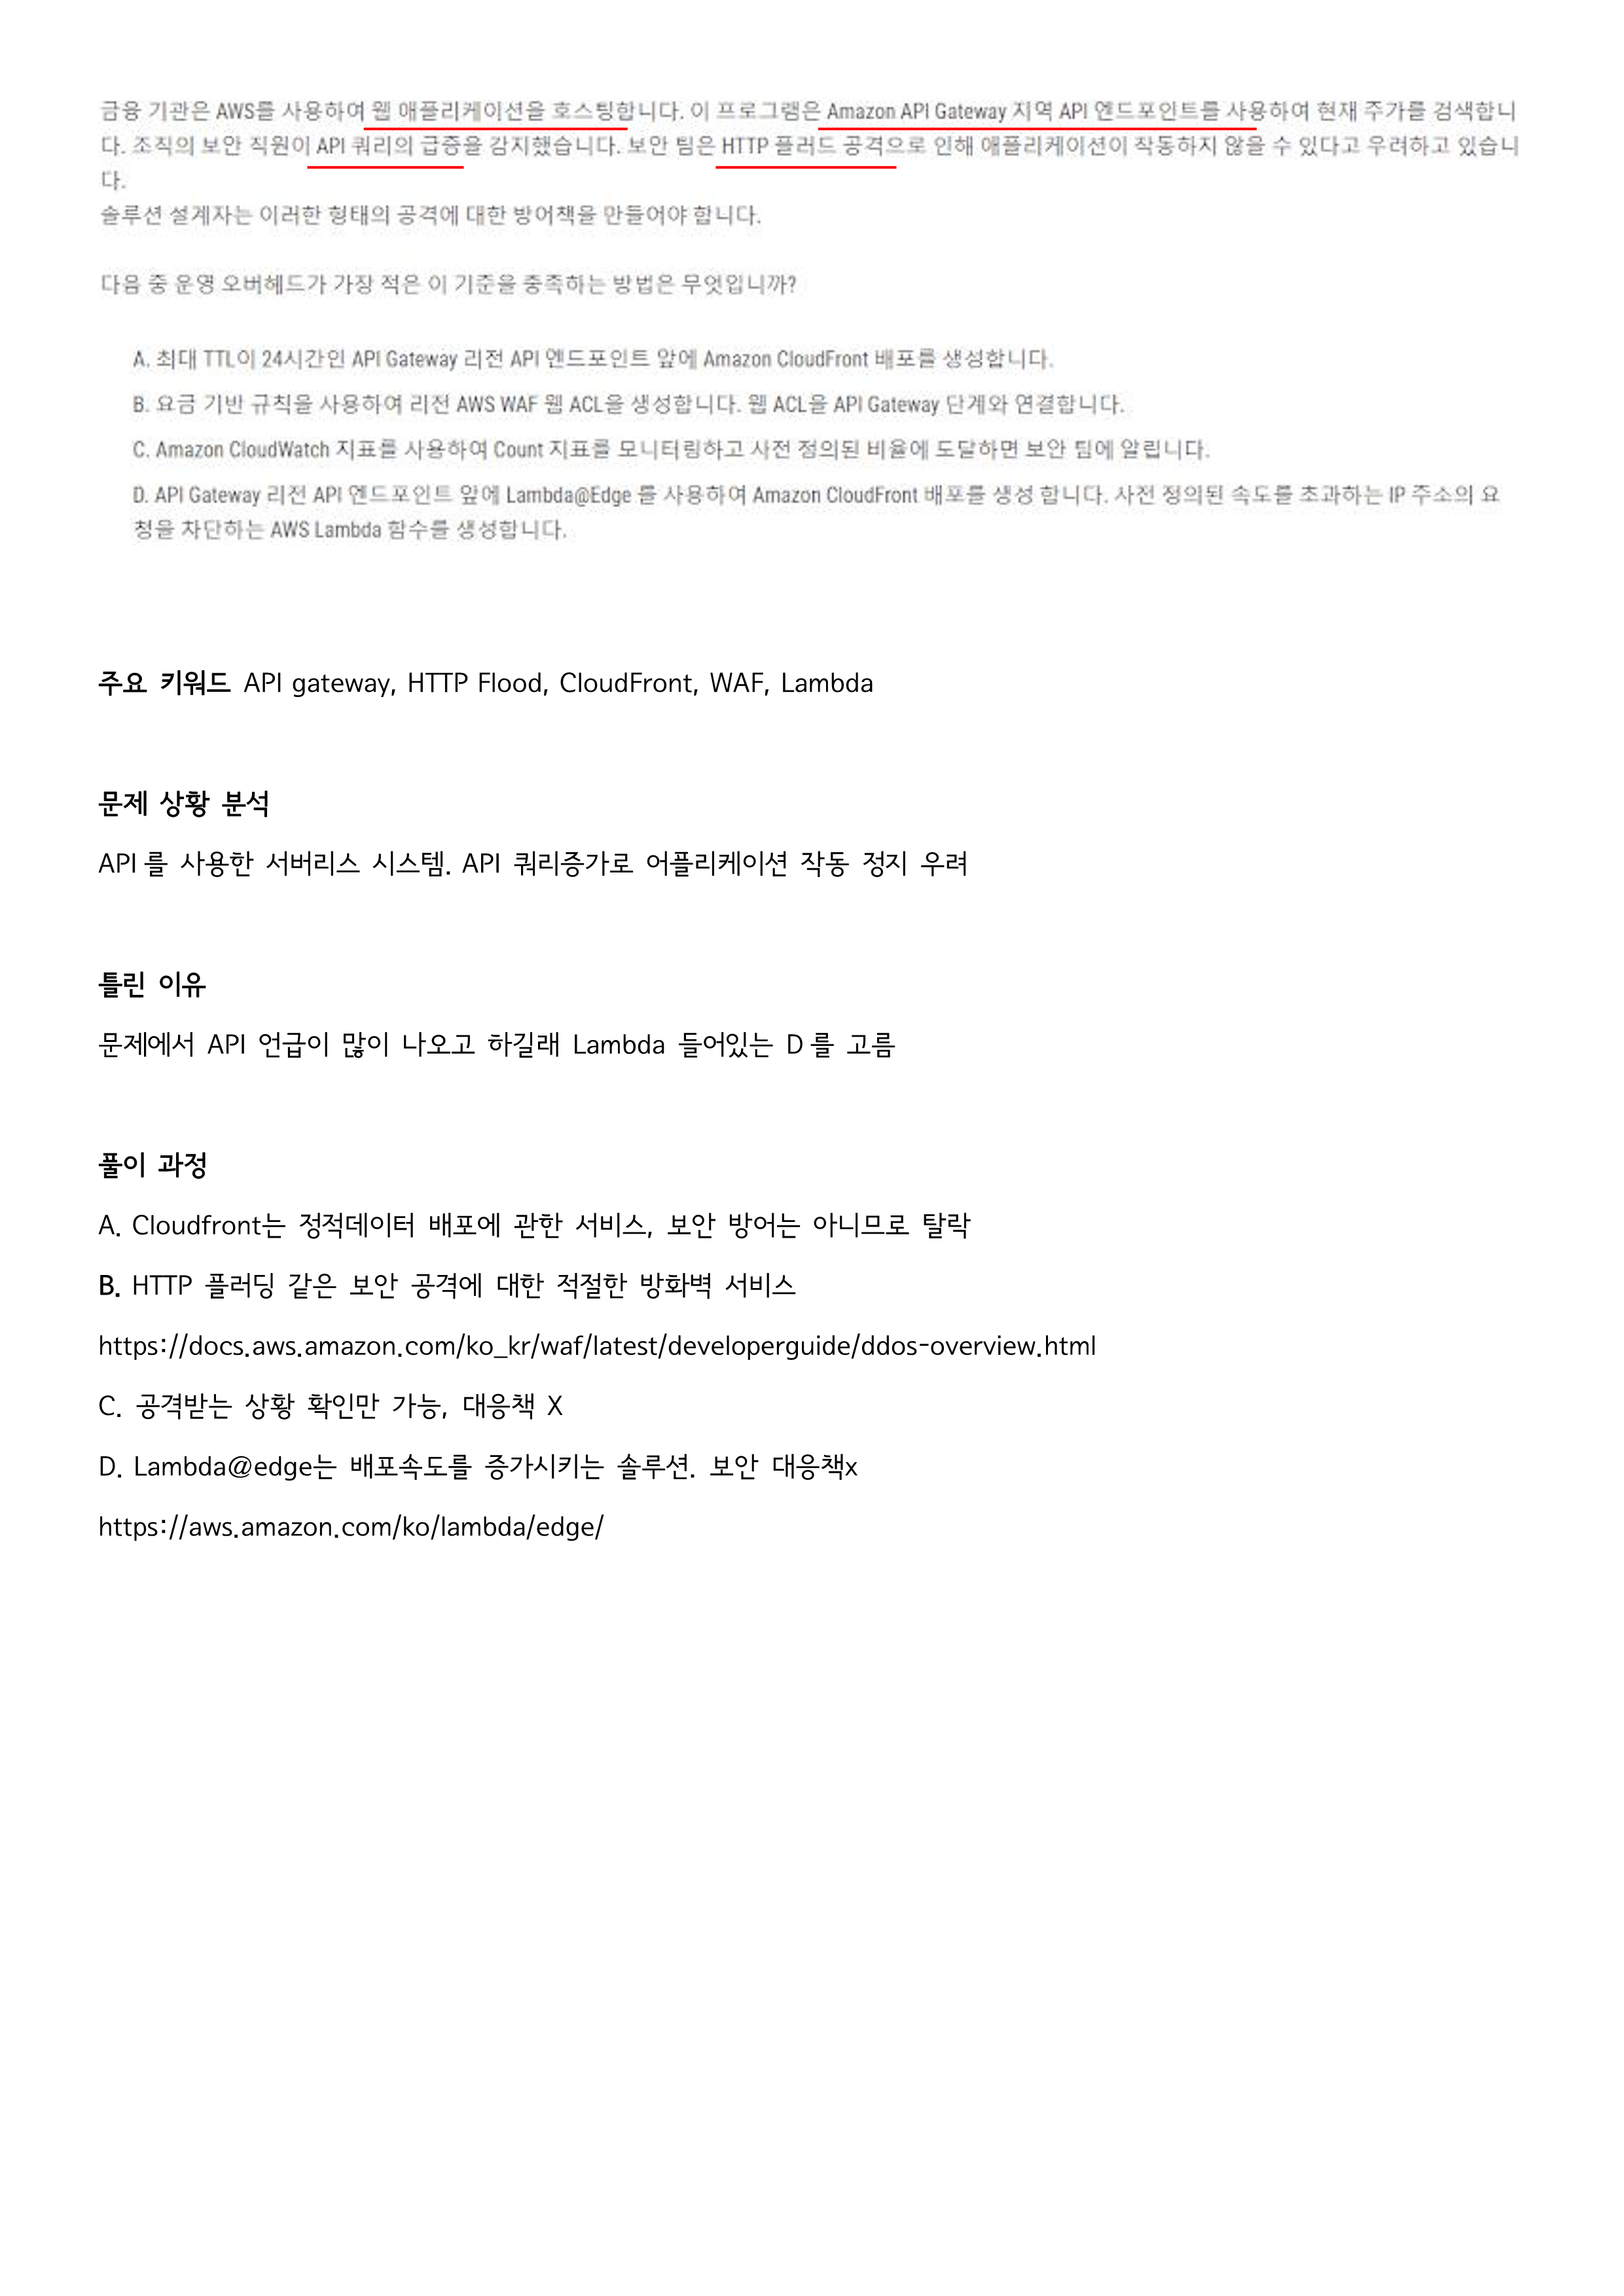 금융 기관은 AWS를 사용하여 웹 애플리케이션을 호스팅합니다. 이 프로그램은 Amazon API Gateway 지역 API 엔드포인트를 사용하여 현재 주가를 검색합니
다. 조직의 보안 직원이 API 쿼리의 급증을 감지했습니다. 보안 팀은 HTTP 플러드 공격으로 인해 애플리케이션이 작동하지 않을 수 있다고 우려하고 있습니
다.
솔루션 설계자는 이러한 형태의 공격에 대한 방어책을 만들어야 합니다.
다음 중 운영 오버헤드가 가장 적은 이 기준을 충족하는 방법은 무엇입니까?
A. 최대 TTL이 24시간인 API Gateway 리전 API 엔드포인트 앞에 Amazon CloudFront 배포를 생성합니다.
B. 요금 기반 규칙을 사용하여 리전 AWS WAF 웹 ACL을 생성합니다. 웹 ACL을 API Gateway 단계와 연결합니다.
C. Amazon CloudWatch 지표를 사용하여 Count 지표를 모니터링하고 사전 정의된 비율에 도달하면 보안 팀에 알립니다.
D. API Gateway 리전 API 엔드포인트 앞에 Lambda@Edge 를 사용하여 Amazon CloudFront 배포를 생성 합니다. 사전 정의된 속도를 초과하는 IP 주소의 요
청을 차단하는 AWS Lambda 함수를 생성합니다.
주요 키워드 API gateway, HTTP Flood, CloudFront, WAF, Lambda
문제 상황 분석
API 를 사용한 서버리스 시스템. API 쿼리증가로 어플리케이션 작동 정지 우려
틀린 이유
문제에서 API 언급이 많이 나오고 하길래 Lambda 들어있는 D 를 고름
풀이 과정
A. Cloudfront는 정적데이터 배포에 관한 서비스, 보안 방어는 아니므로 탈락
B. HTTP 플러딩 같은 보안 공격에 대한 적절한 방화벽 서비스
https://docs.aws.amazon.com/ko_kr/waf/latest/developerguide/ddos-overview.html
C. 공격받는 상황 확인만 가능, 대응책 X
D. Lambda@edge는 배포속도를 증가시키는 솔루션. 보안 대응책x
https://aws.amazon.com/ko/lambda/edge/